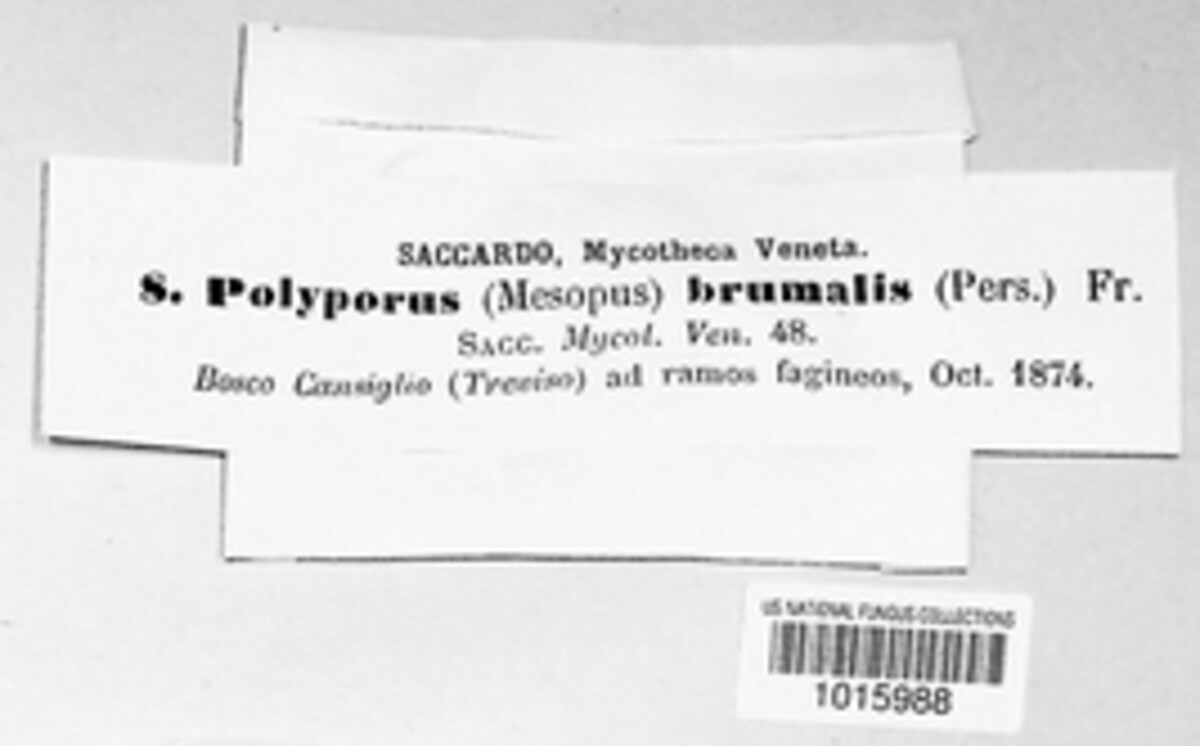 SACCARDO, Mycotheca Veneta.
S. Polyporus (Mesopus) brumalis (Pers.) Fr.
SACC. Mycol. Ven. 48.
Bosco Cansiglio (Treviso) ad ramos fagineos, Oct. 1874.
US NATIONAL FUNGUS COLLECTIONS
1015988